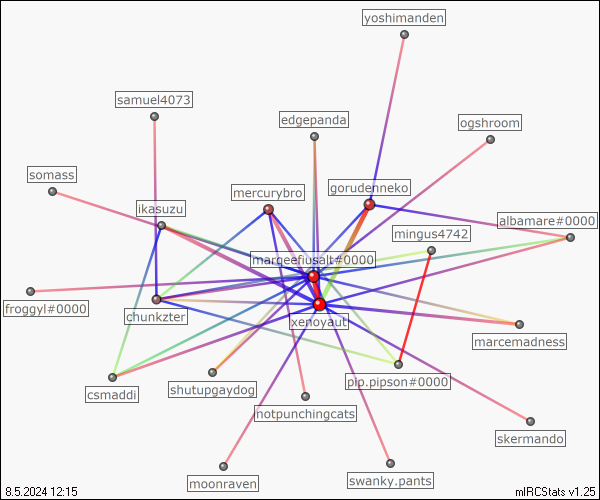 yoshimanden
samuel4073
edgepanda
ogshroom
somass
mercurybro
gorudenneko
ikasuzu
albamare#0000
mingus4742
margefiusalt#0000
froggyl#0000
chunkzter
xenoyaut
marcemadness
csmaddi
shutupgaydog
pip.pipson#0000
notpunchingcats
skermando
moonraven
swanky.pants
8.5.2024 12:15
mIRCStats v1.25